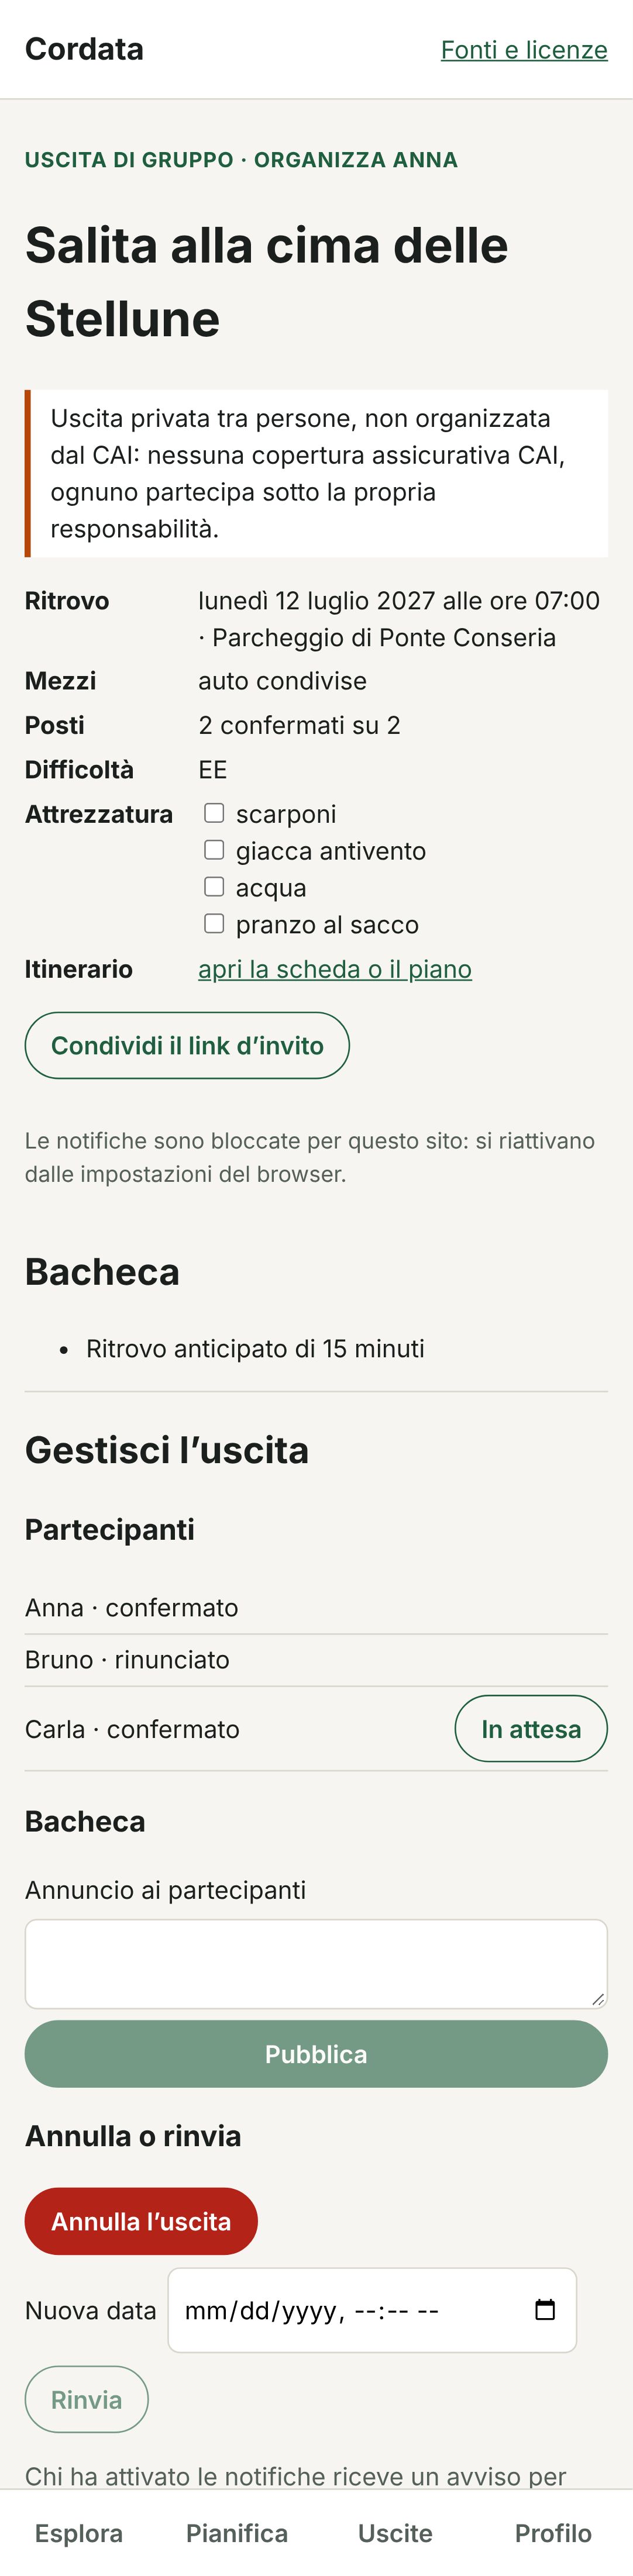 Cordata
Fonti e licenze
USCITA DI GRUPPO · ORGANIZZA ANNA
Salita alla cima delle
Stellune
Uscita privata tra persone, non organizzata
dal CAI: nessuna copertura assicurativa CAI,
ognuno partecipa sotto la propria
responsabilità.
Ritrovo lunedì 12 luglio 2027 alle ore 07:00
· Parcheggio di Ponte Conseria
Mezzi auto condivise
Posti 2 confermati su 2
Difficoltà EE
Attrezzatura scarponi
giacca antivento
acqua
pranzo al sacco
Itinerario apri la scheda o il piano
Condividi il link d’invito
Le notifiche sono bloccate per questo sito: si riattivano
dalle impostazioni del browser.
Bacheca
• Ritrovo anticipato di 15 minuti
Gestisci l’uscita
Partecipanti
Anna · confermato
Bruno · rinunciato
Carla · confermato In attesa
Bacheca
Annuncio ai partecipanti
Pubblica
Annulla o rinvia
Annulla l’uscita
Nuova data mm/dd/yyyy, --:-- --
Rinvia
Chi ha attivato le notifiche riceve un avviso per
Esplora Pianifica Uscite Profilo